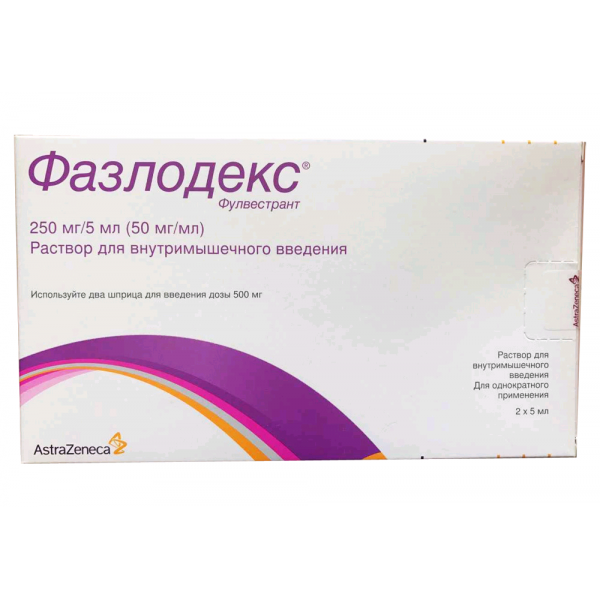 Фазлодекс®
Фулвестрант
250 мг/5 мл (50 мг/мл)
Раствор для внутримышечного введения
Используйте два шприца для введения дозы 500 мг
AstraZeneca
Раствор для
внутримышечного
введения
Для однократного
применения
2 x 5 мл
AstraZeneca